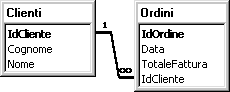 Clienti
IdCliente
Cognome
Nome
1
∞
Ordini
IdOrdine
Data
TotaleFattura
IdCliente